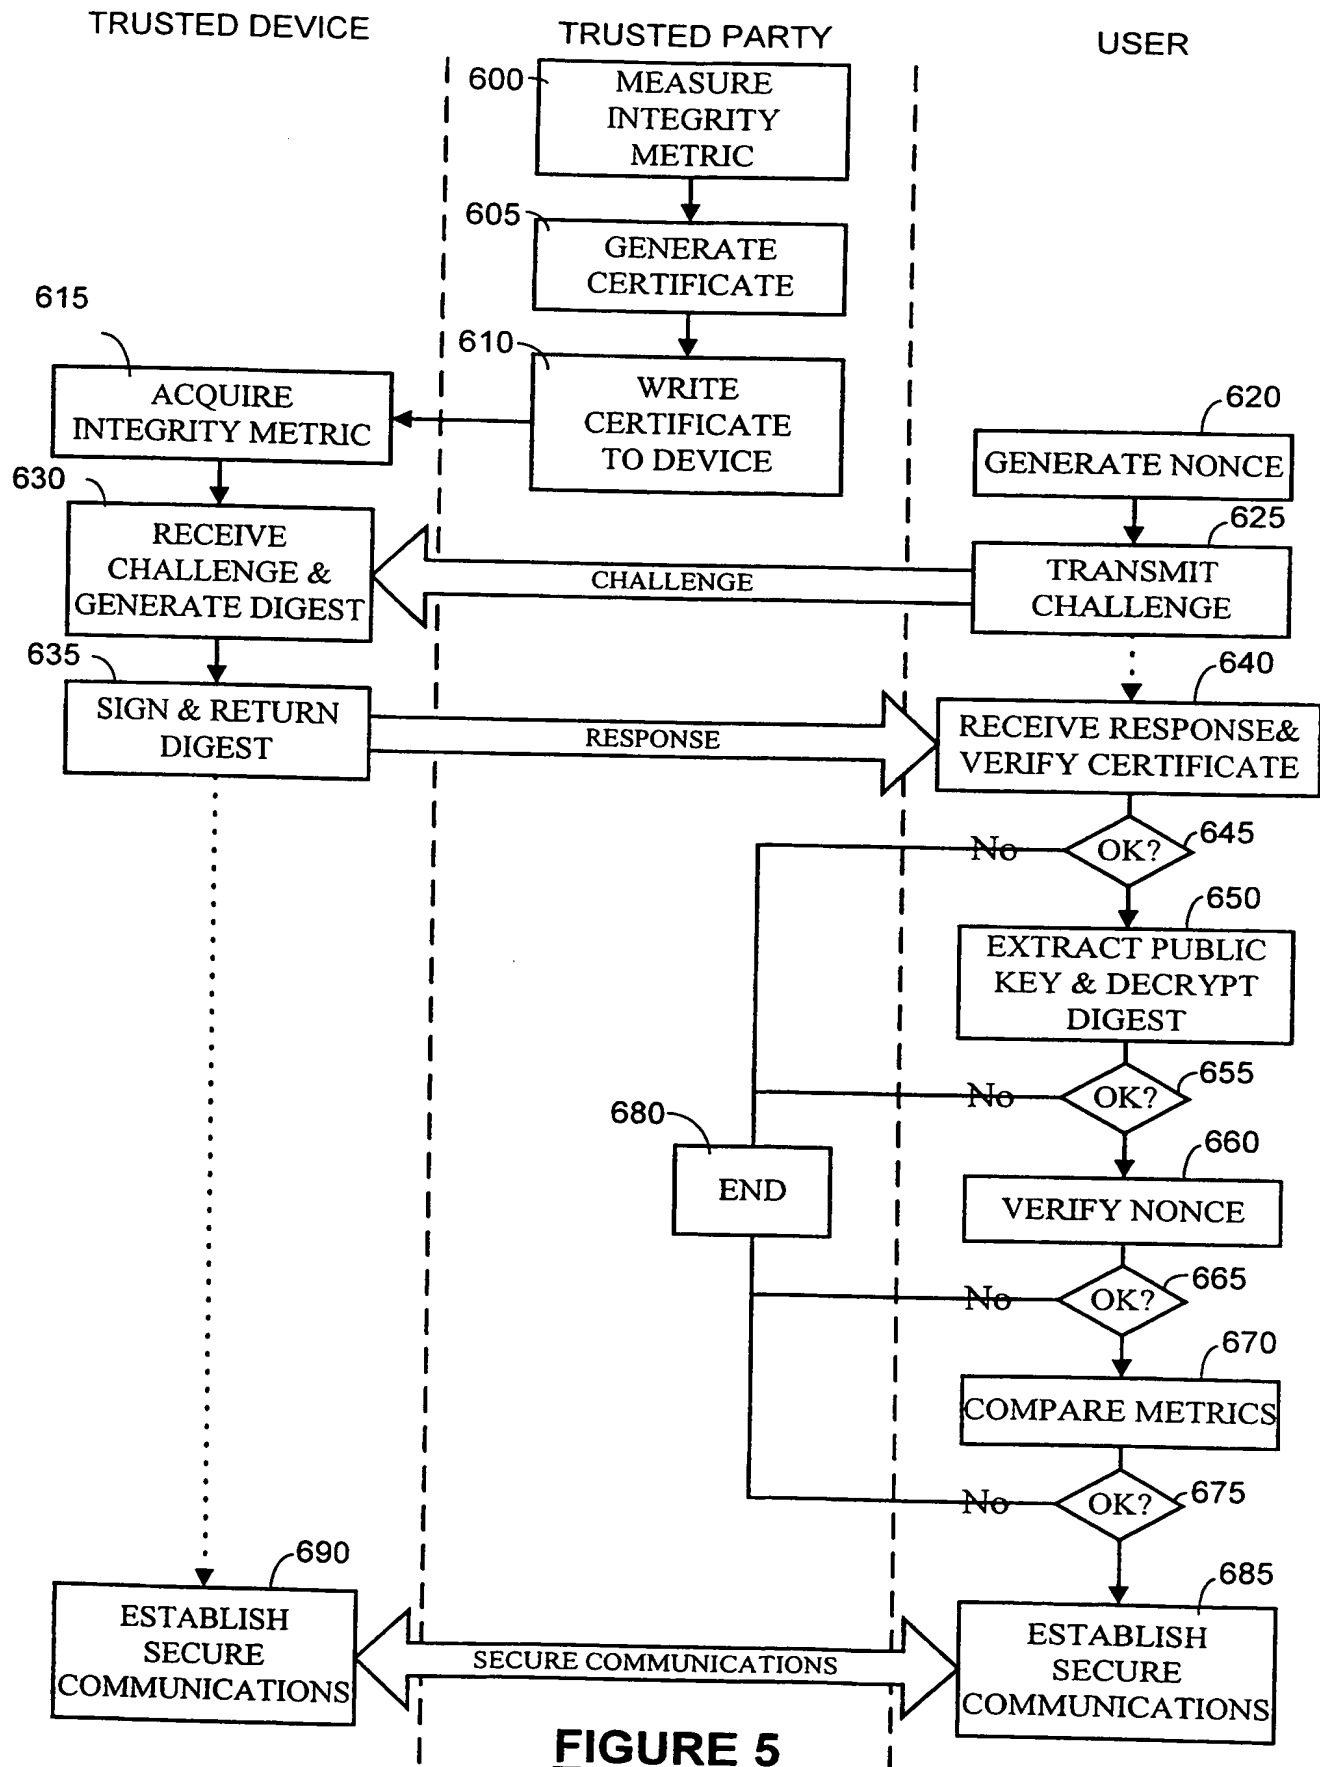 TRUSTED DEVICE
TRUSTED PARTY
USER
600
MEASURE
INTEGRITY
METRIC
605
GENERATE
CERTIFICATE
610
WRITE
CERTIFICATE
TO DEVICE
615
ACQUIRE
INTEGRITY METRIC
620
GENERATE NONCE
625
TRANSMIT
CHALLENGE
CHALLENGE
630
RECEIVE
CHALLENGE &
GENERATE DIGEST
635
SIGN & RETURN
DIGEST
RESPONSE
640
RECEIVE RESPONSE&
VERIFY CERTIFICATE
645
OK?
No
650
EXTRACT PUBLIC
KEY & DECRYPT
DIGEST
655
OK?
No
680
END
660
VERIFY NONCE
665
OK?
No
670
COMPARE METRICS
675
OK?
No
690
ESTABLISH
SECURE
COMMUNICATIONS
SECURE COMMUNICATIONS
685
ESTABLISH
SECURE
COMMUNICATIONS
FIGURE 5